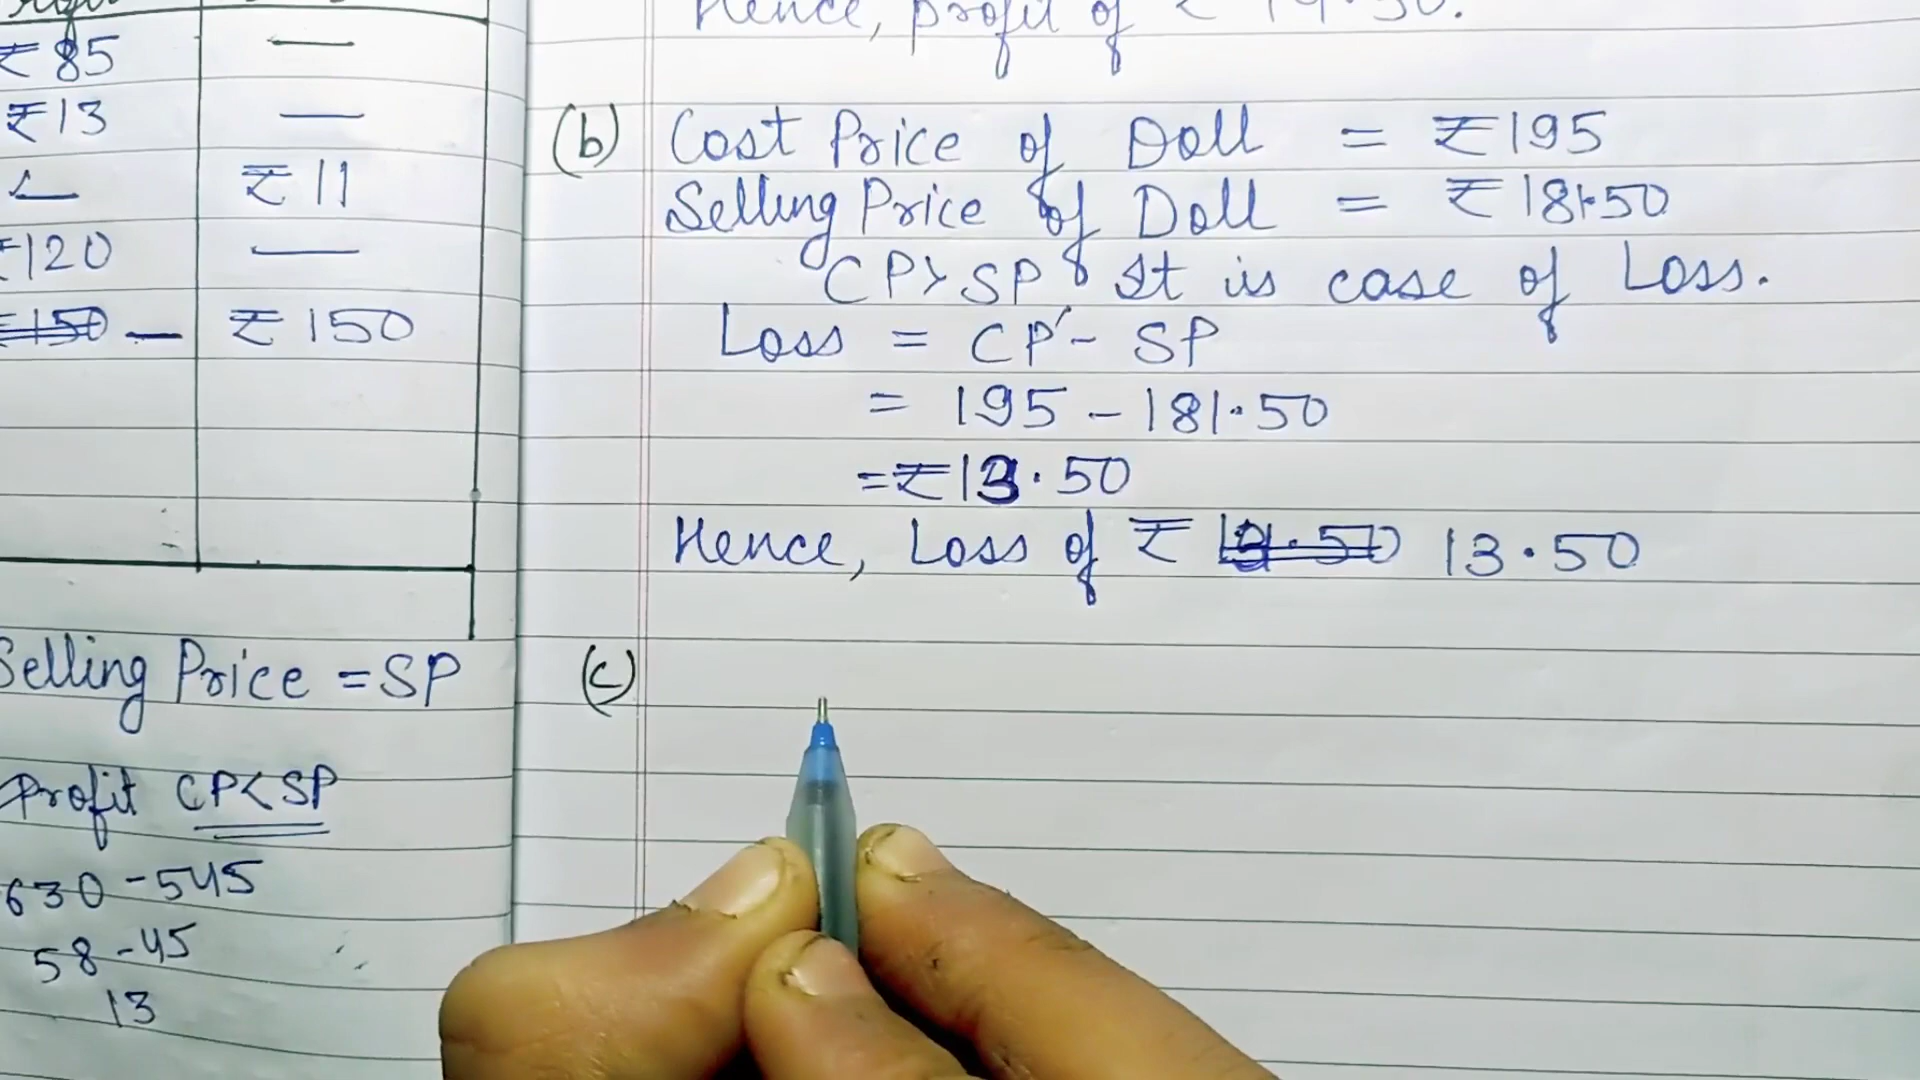 ₹85 —
₹13 —
— ₹11
₹120 —
₹150 — ₹150
Selling Price = SP
Profit CP<SP
630-545
58-45
13
Hence, profit of ₹
(b) Cost Price of Doll = ₹195
Selling Price of Doll = ₹181.50
CP>SP It is case of Loss.
Loss = CP - SP
= 195 - 181.50
= ₹13.50
Hence, Loss of ₹ 13.50
(c)